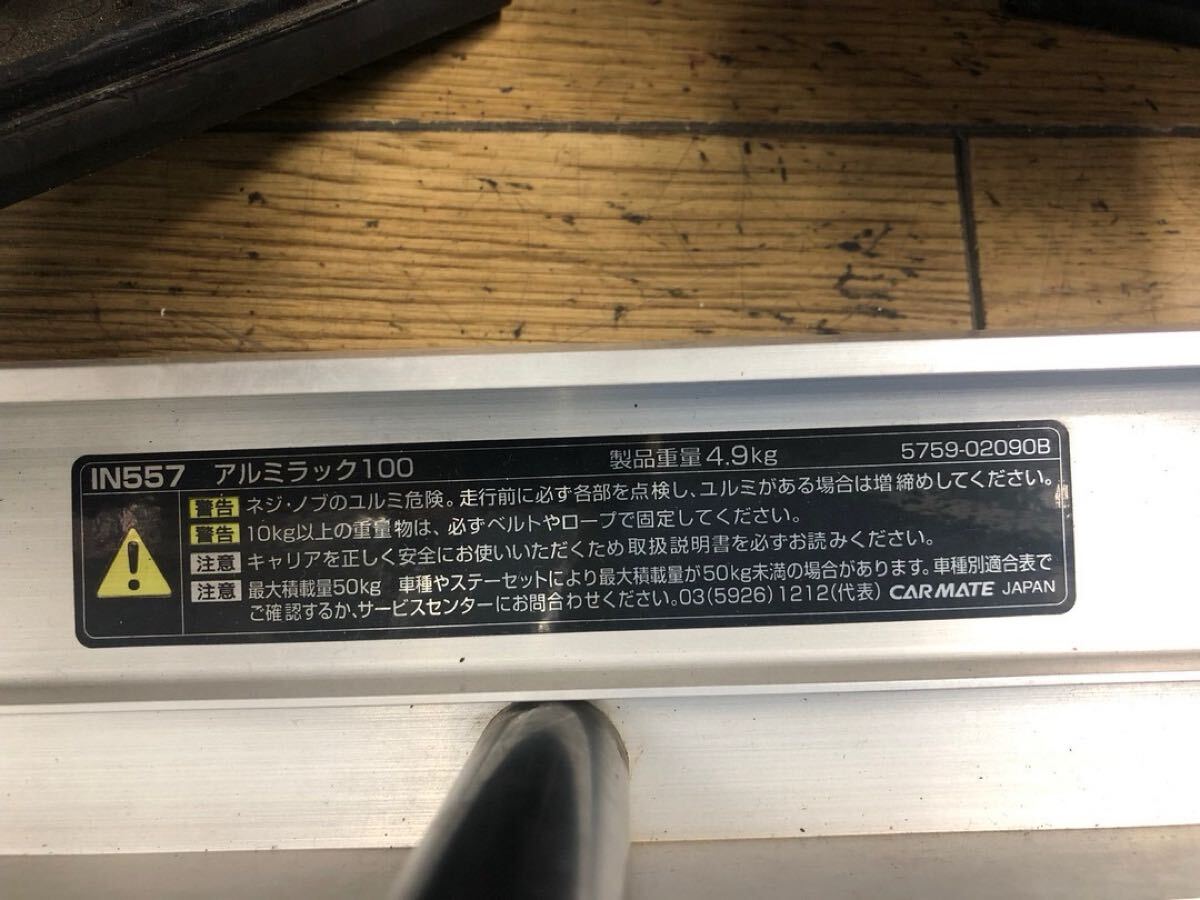 IN557 アルミラック100 製品重量4.9kg 5759-02090B
警告 ネジ・ノブのユルミ危険。走行前に必ず各部を点検し、ユルミがある場合は増締めしてください。
警告 10kg以上の重量物は、必ずベルトやロープで固定してください。
注意 キャリアを正しく安全にお使いいただくため取扱説明書を必ずお読みください。
注意 最大積載量50kg 車種やステーセットにより最大積載量が50kg未満の場合があります。車種別適合表で
ご確認するか、サービスセンターにお問合わせください。03(5926)1212(代表) CARMATE JAPAN